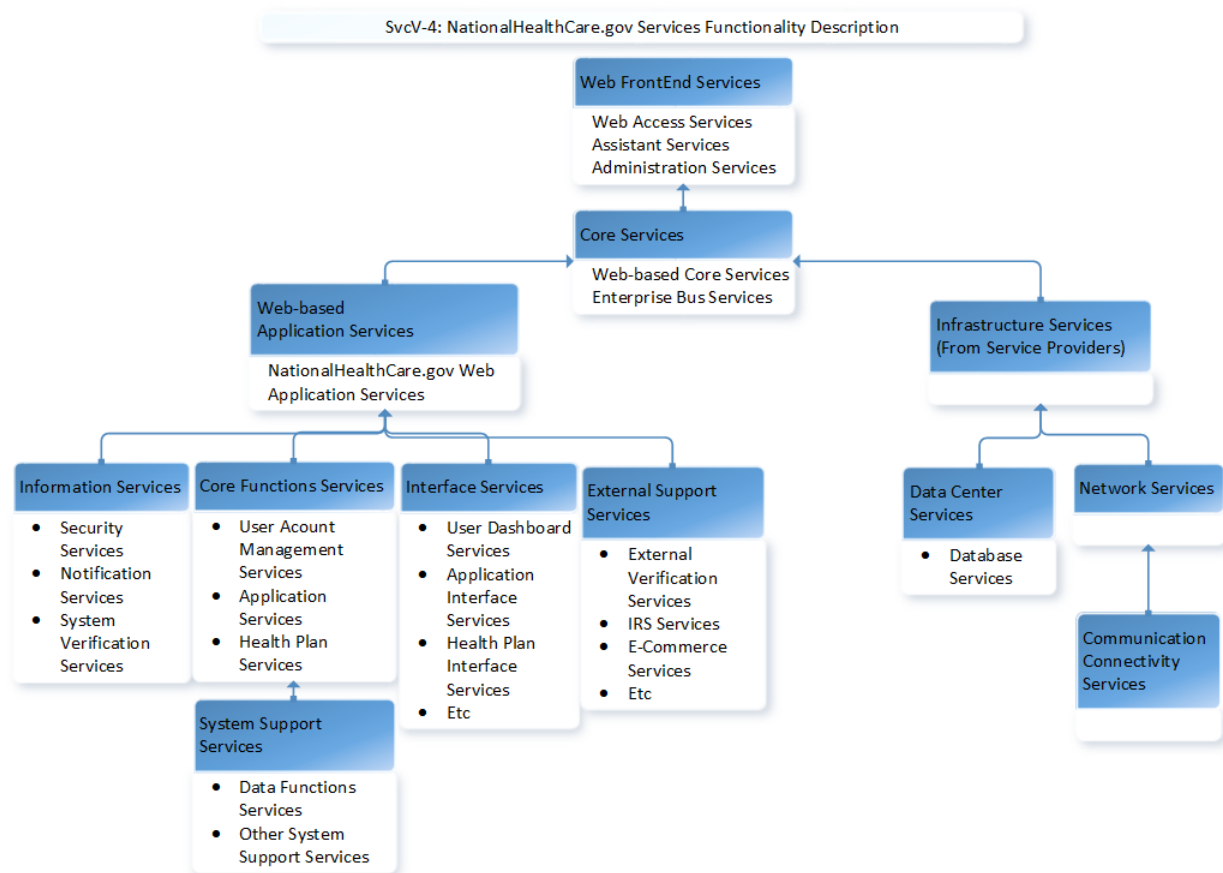 SvcV-4: NationalHealthCare.gov Services Functionality Description
Web FrontEnd Services
Web Access Services
Assistant Services
Administration Services
Core Services
Web-based Core Services
Enterprise Bus Services
Web-based
Application Services
NationalHealthCare.gov Web
Application Services
Infrastructure Services
(From Service Providers)
Information Services
• Security
Services
• Notification
Services
• System
Verification
Services
Core Functions Services
• User Acount
Management
Services
• Application
Services
• Health Plan
Services
Interface Services
• User Dashboard
Services
• Application
Interface
Services
• Health Plan
Interface
Services
• Etc
External Support
Services
• External
Verification
Services
• IRS Services
• E-Commerce
Services
• Etc
Data Center
Services
• Database
Services
Network Services
Communication
Connectivity
Services
System Support
Services
• Data Functions
Services
• Other System
Support Services